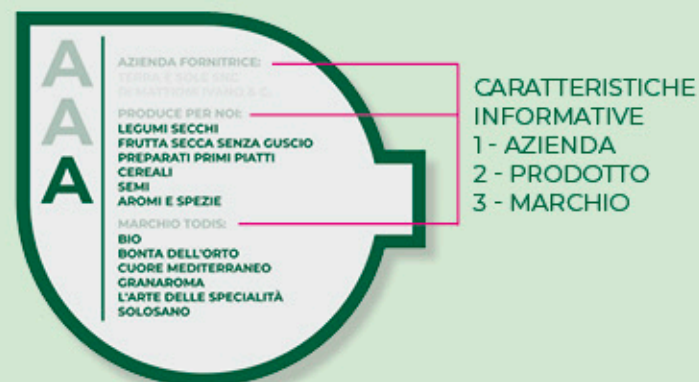 A
A
A
AZIENDA FORNITRICE:
TERRA E SOLE SNC
DI MATTIONI IVANO & C.
PRODUCE PER NOI:
LEGUMI SECCHI
FRUTTA SECCA SENZA GUSCIO
PREPARATI PRIMI PIATTI
CEREALI
SEMI
AROMI E SPEZIE
MARCHIO TODIS:
BIO
BONTA DELL'ORTO
CUORE MEDITERRANEO
GRANAROMA
L'ARTE DELLE SPECIALITÀ
SOLOSANO
CARATTERISTICHE
INFORMATIVE
1 - AZIENDA
2 - PRODOTTO
3 - MARCHIO